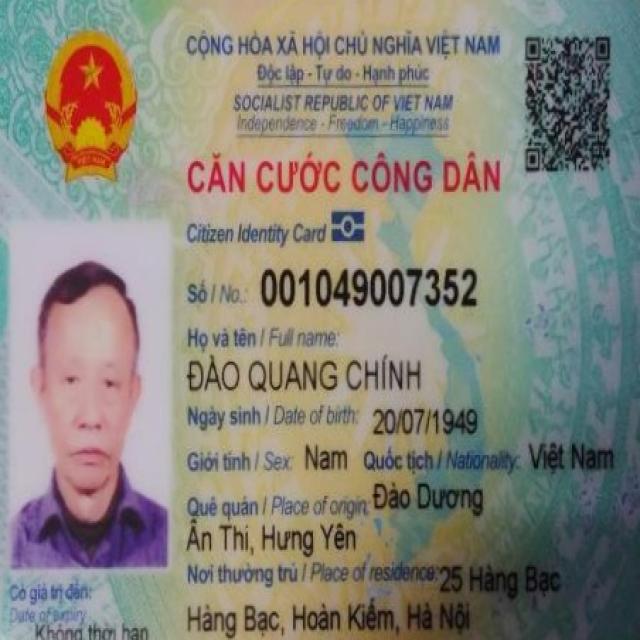 CỘNG HÒA XÃ HỘI CHỦ NGHĨA VIỆT NAM
Độc lập - Tự do - Hạnh phúc
SOCIALIST REPUBLIC OF VIET NAM
Independence - Freedom - Happiness
CĂN CƯỚC CÔNG DÂN
Citizen Identity Card
Số / No.: 001049007352
Họ và tên / Full name:
ĐÀO QUANG CHÍNH
Ngày sinh / Date of birth: 20/07/1949
Giới tính / Sex: Nam Quốc tịch / Nationality: Việt Nam
Quê quán / Place of origin: Đào Dương
Ân Thi, Hưng Yên
Nơi thường trú / Place of residence: 25 Hàng Bạc
Hàng Bạc, Hoàn Kiếm, Hà Nội
Có giá trị đến:
Date of expiry
Không thời hạn